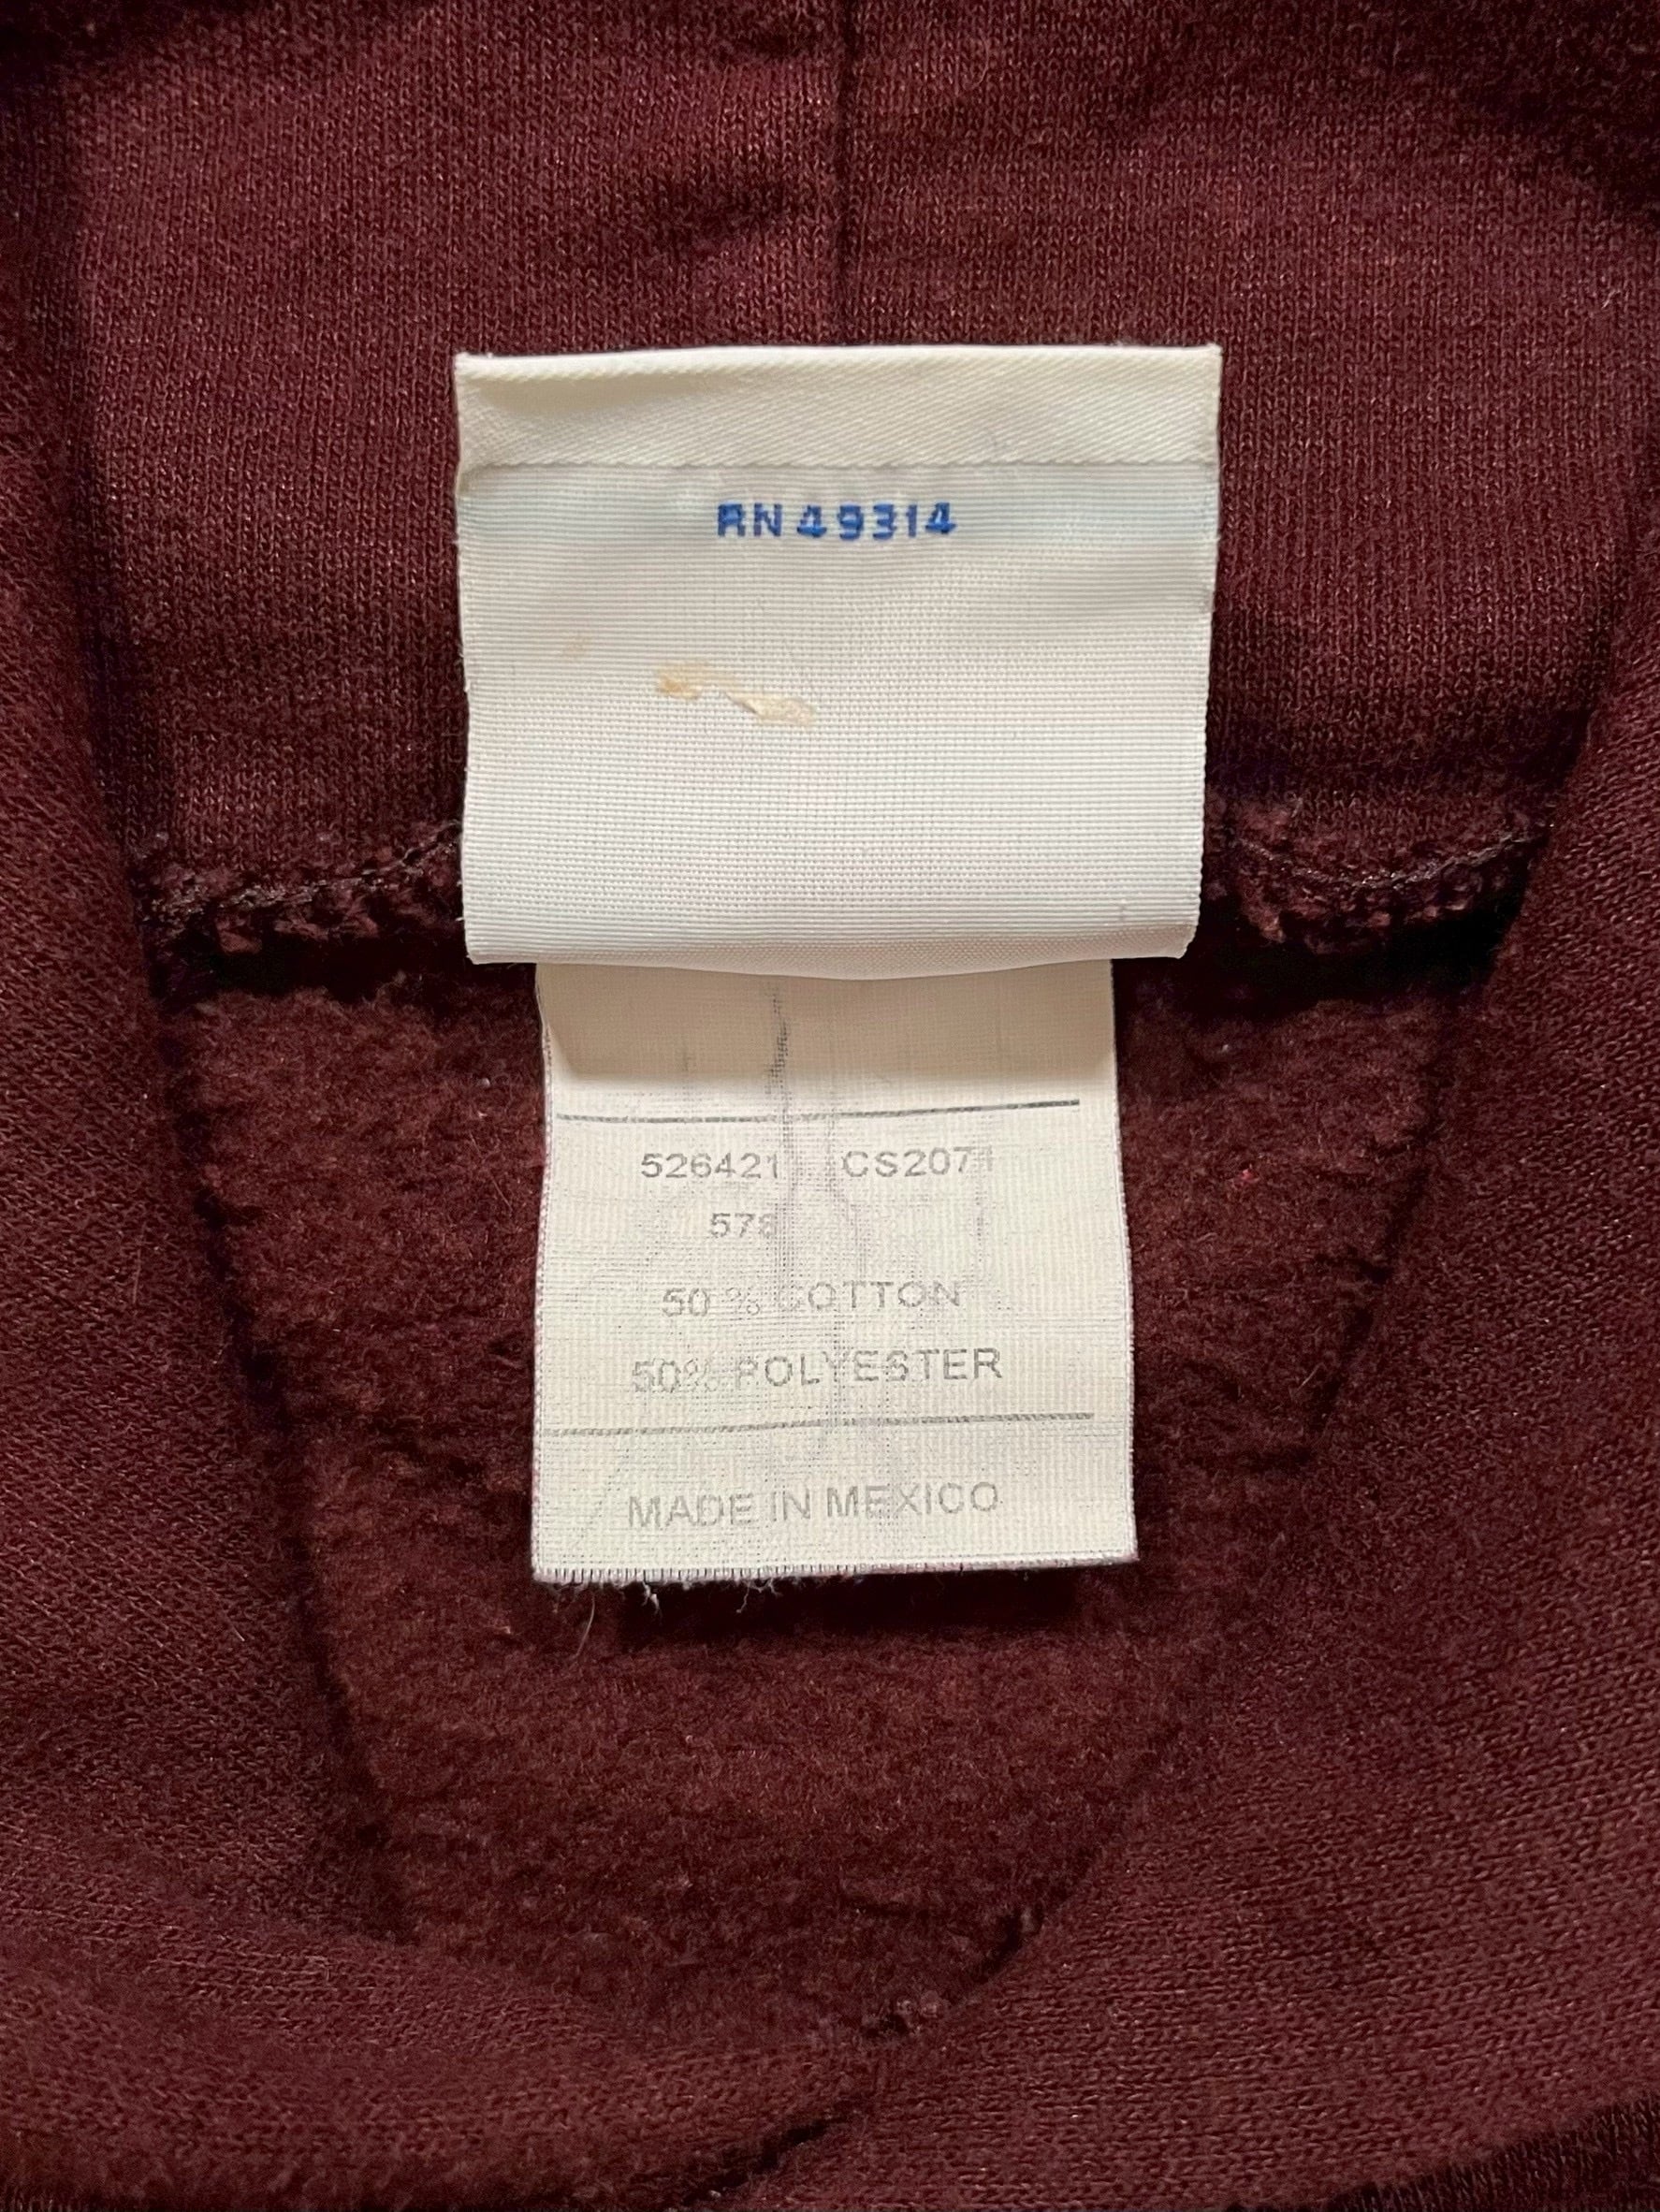 RN 49314
526421 CS2071
578
50 % COTTON
50% POLYESTER
MADE IN MEXICO